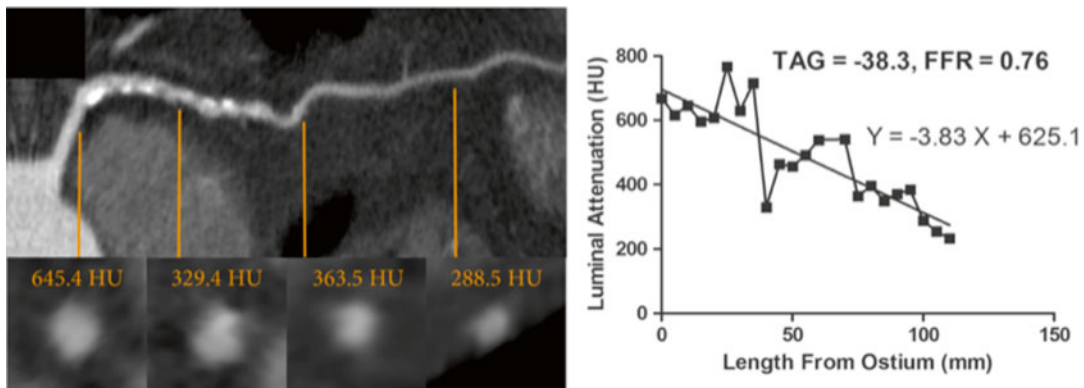 645.4 HU 329.4 HU 363.5 HU 288.5 HU
TAG = -38.3, FFR = 0.76
Y = -3.83 X + 625.1
Luminal Attenuation (HU)
800
600
400
200
0
0 50 100 150
Length From Ostium (mm)